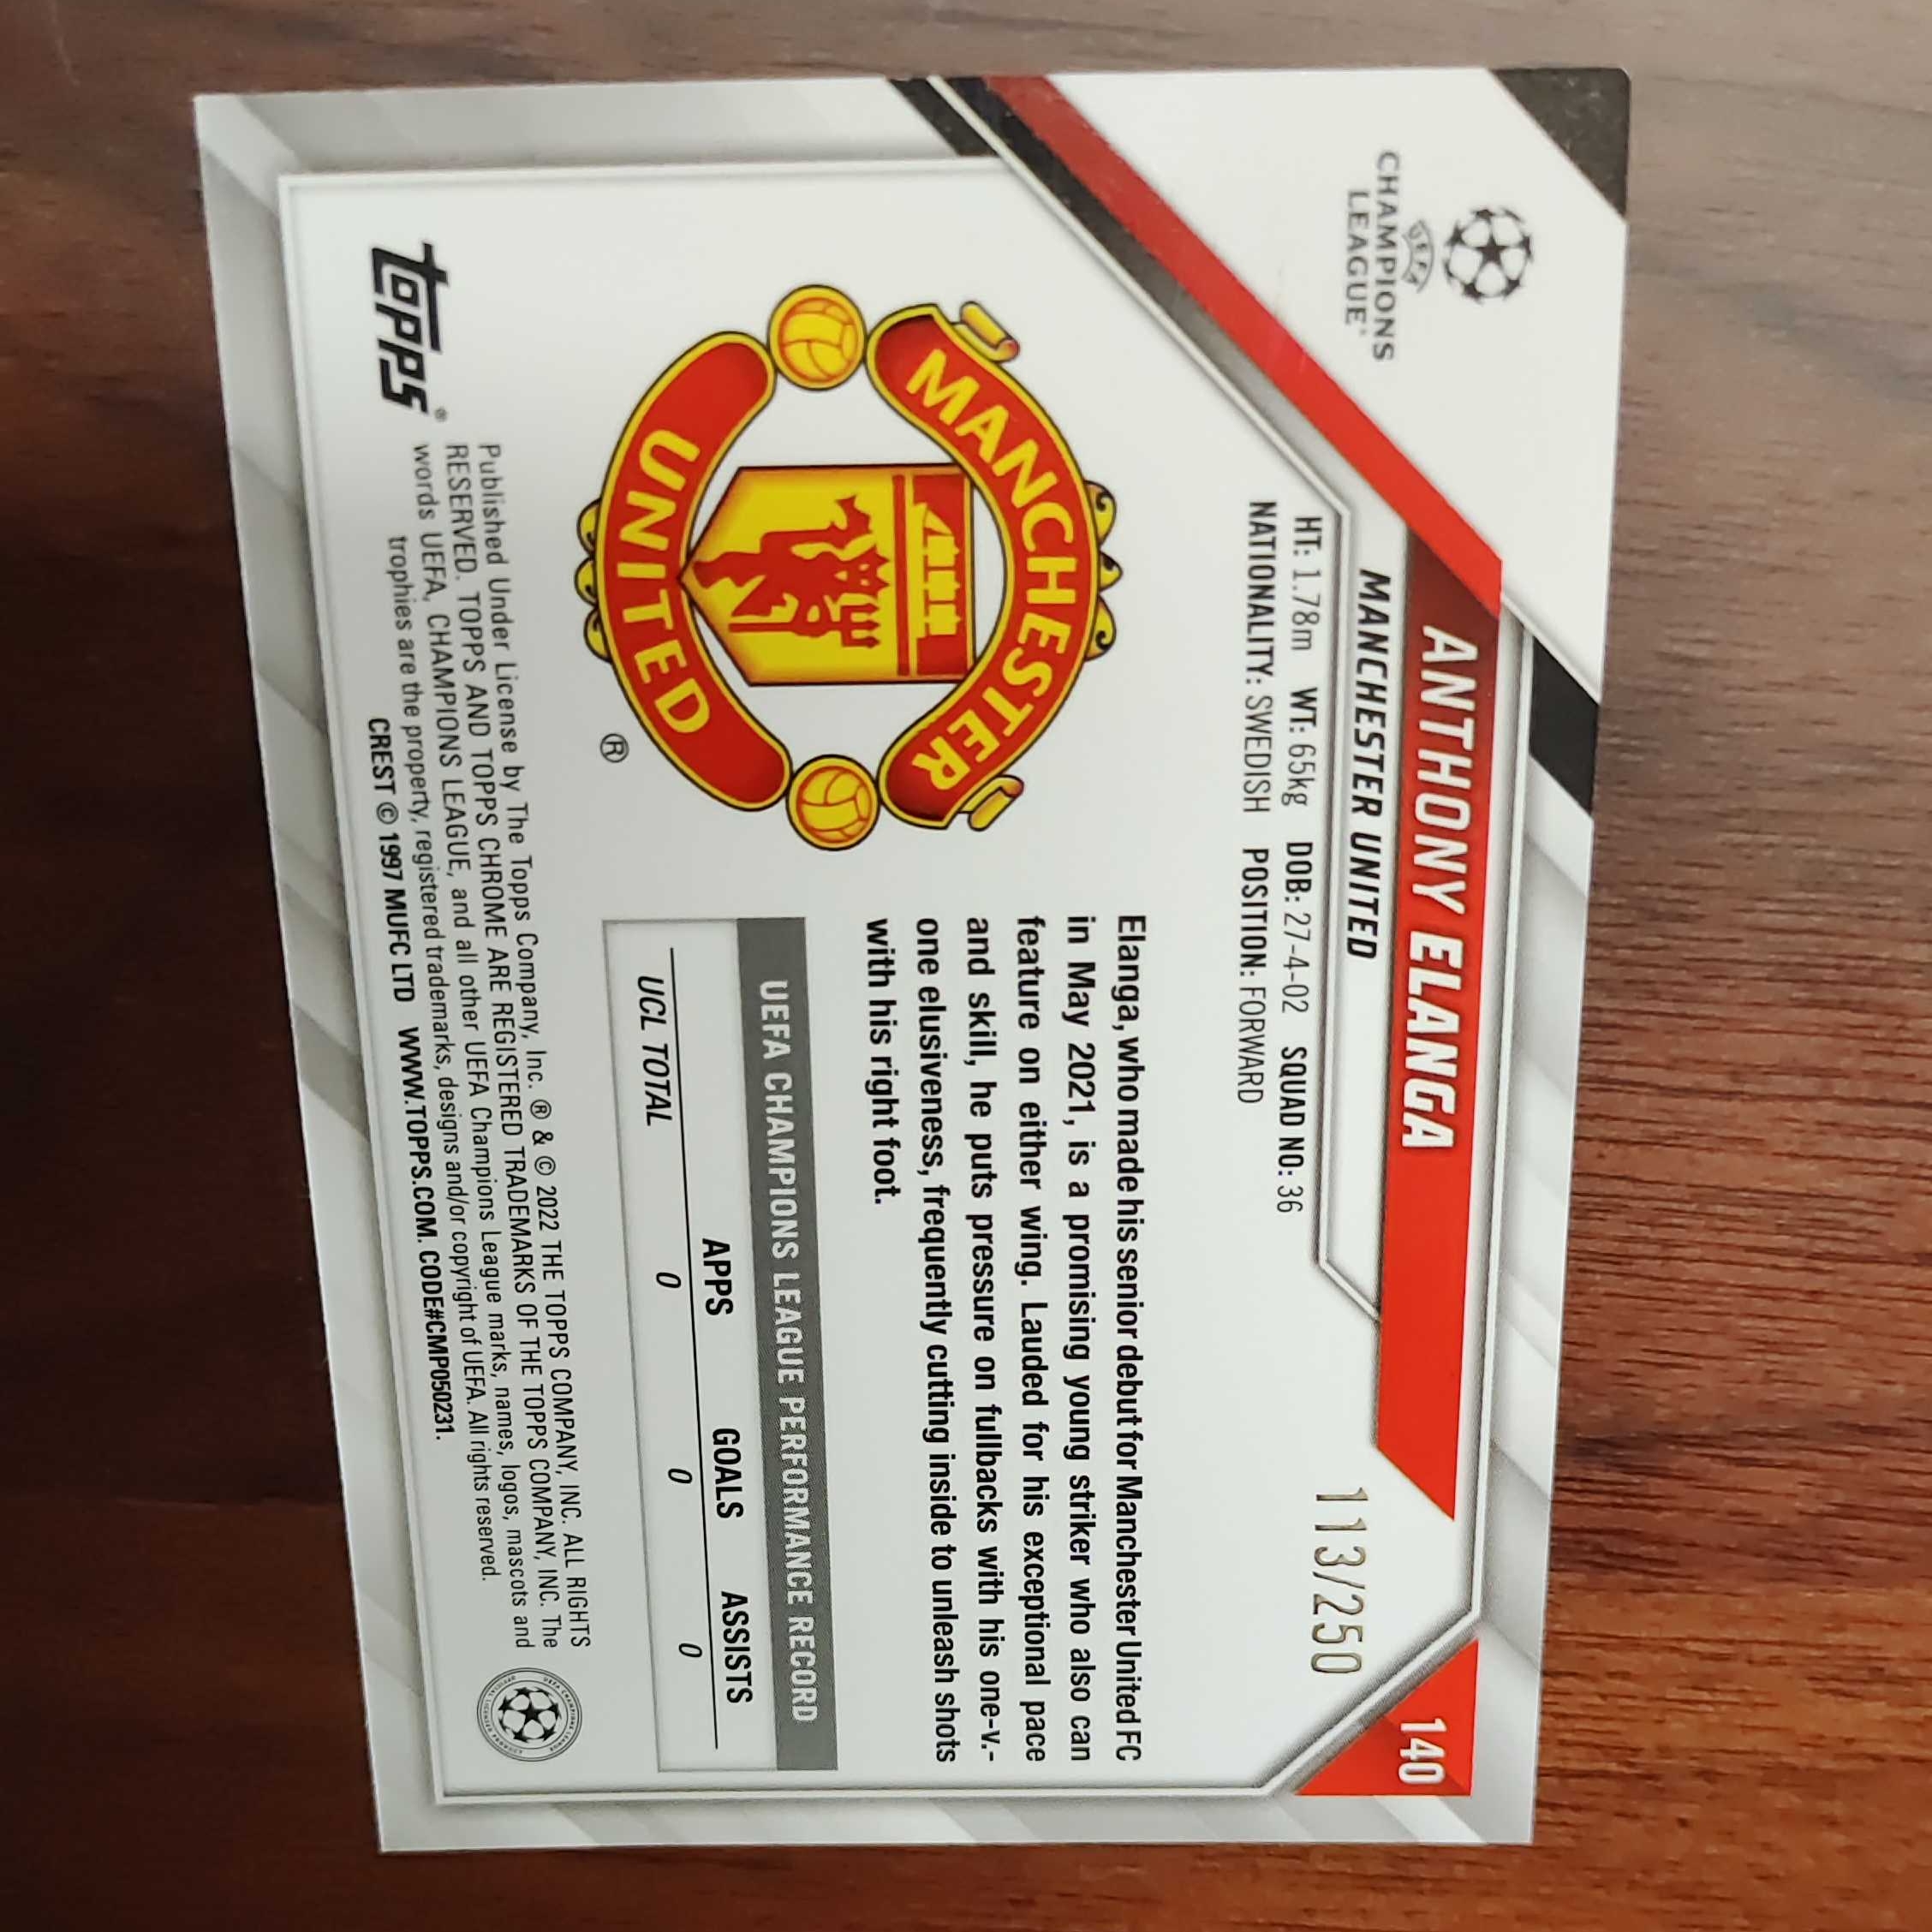 UEFA
CHAMPIONS
LEAGUE
ANTHONY ELANGA
140
MANCHESTER UNITED
113/250
HT: 1.78m WT: 65kg DOB: 27-4-02 SQUAD NO: 36
NATIONALITY: SWEDISH POSITION: FORWARD
MANCHESTER
UNITED
®
Elanga, who made his senior debut for Manchester United FC
in May 2021, is a promising young striker who also can
feature on either wing. Lauded for his exceptional pace
and skill, he puts pressure on fullbacks with his one-v.-
one elusiveness, frequently cutting inside to unleash shots
with his right foot.
UEFA CHAMPIONS LEAGUE PERFORMANCE RECORD
APPS GOALS ASSISTS
UCL TOTAL 0 0 0
topps®
Published Under License by The Topps Company, Inc. ® & © 2022 THE TOPPS COMPANY, INC. ALL RIGHTS
RESERVED. TOPPS AND TOPPS CHROME ARE REGISTERED TRADEMARKS OF THE TOPPS COMPANY, INC. The
words UEFA, CHAMPIONS LEAGUE, and all other UEFA Champions League marks, names, logos, mascots and
trophies are the property, registered trademarks, designs and/or copyright of UEFA. All rights reserved.
CREST © 1997 MUFC LTD WWW.TOPPS.COM. CODE#CMP050231.